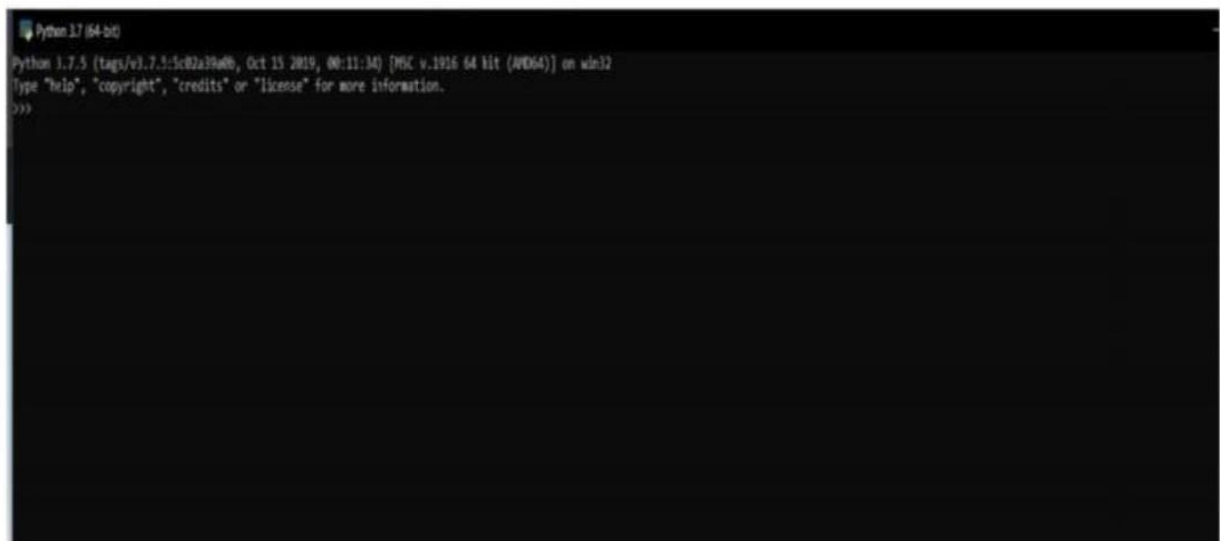 Python 3.7 (64-bit)
Python 3.7.5 (tags/v3.7.5:5c02a39a0b, Oct 15 2019, 00:11:34) [MSC v.1916 64 bit (AMD64)] on win32
Type "help", "copyright", "credits" or "license" for more information.
>>>